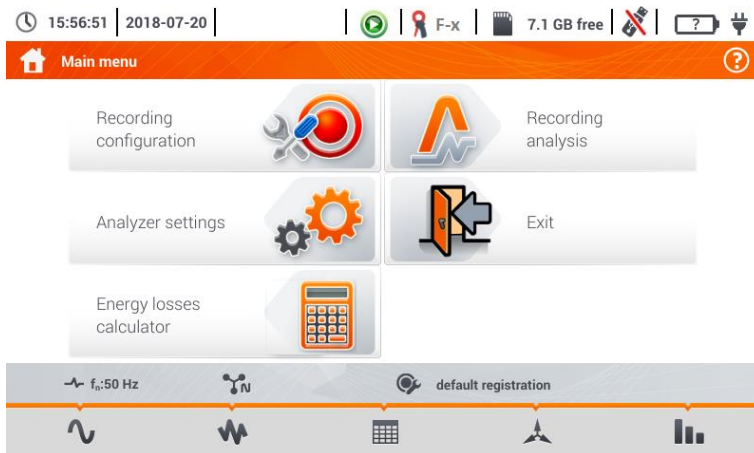 15:56:51 2018-07-20 F-x 7.1 GB free ?
Main menu ?
Recording
configuration
Recording
analysis
Analyzer settings
Exit
Energy losses
calculator
fn:50 Hz N default registration